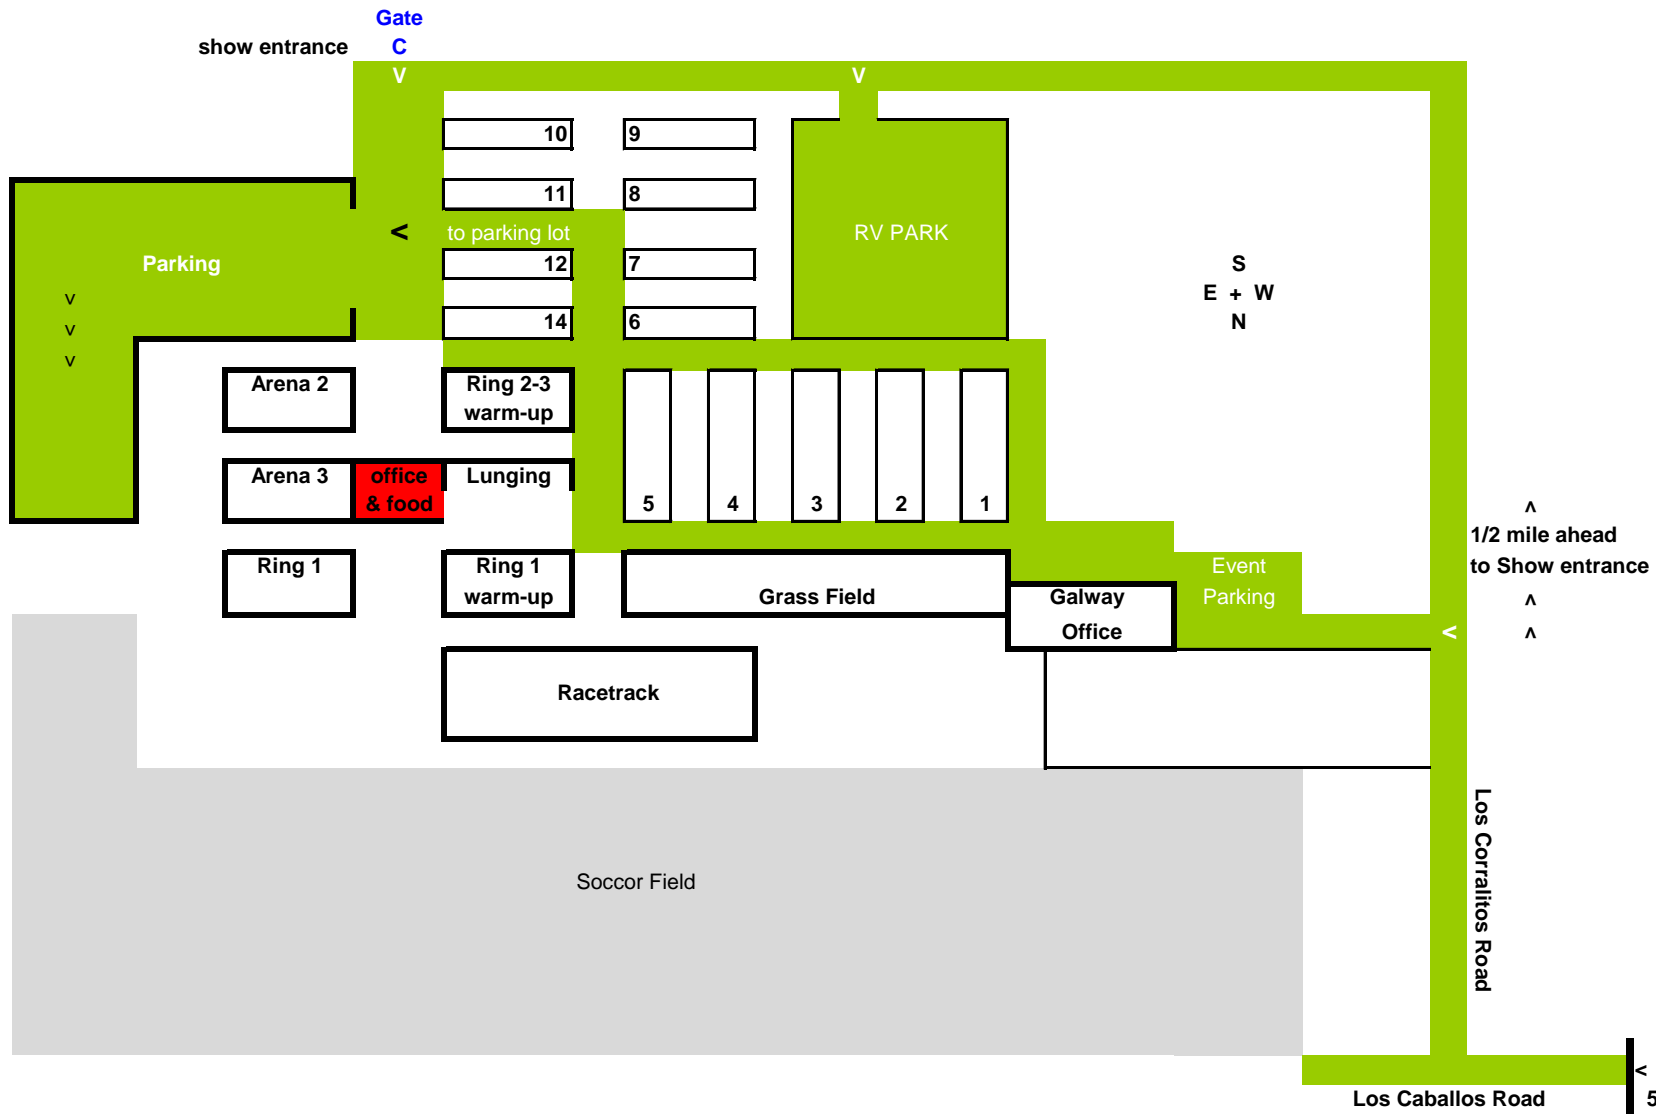 Gate
show entrance C
V V
10 9
11 8
< to parking lot RV PARK
Parking 12 7 S
v E + W
v 14 6 N
v
Arena 2 Ring 2-3
warm-up
Arena 3 office Lunging
& food 5 4 3 2 1 ^
1/2 mile ahead
Ring 1 Ring 1 Event to Show entrance
warm-up Grass Field Galway Parking ^
Office < ^
Racetrack
Los Corralitos Road
Soccor Field
<
Los Caballos Road 5